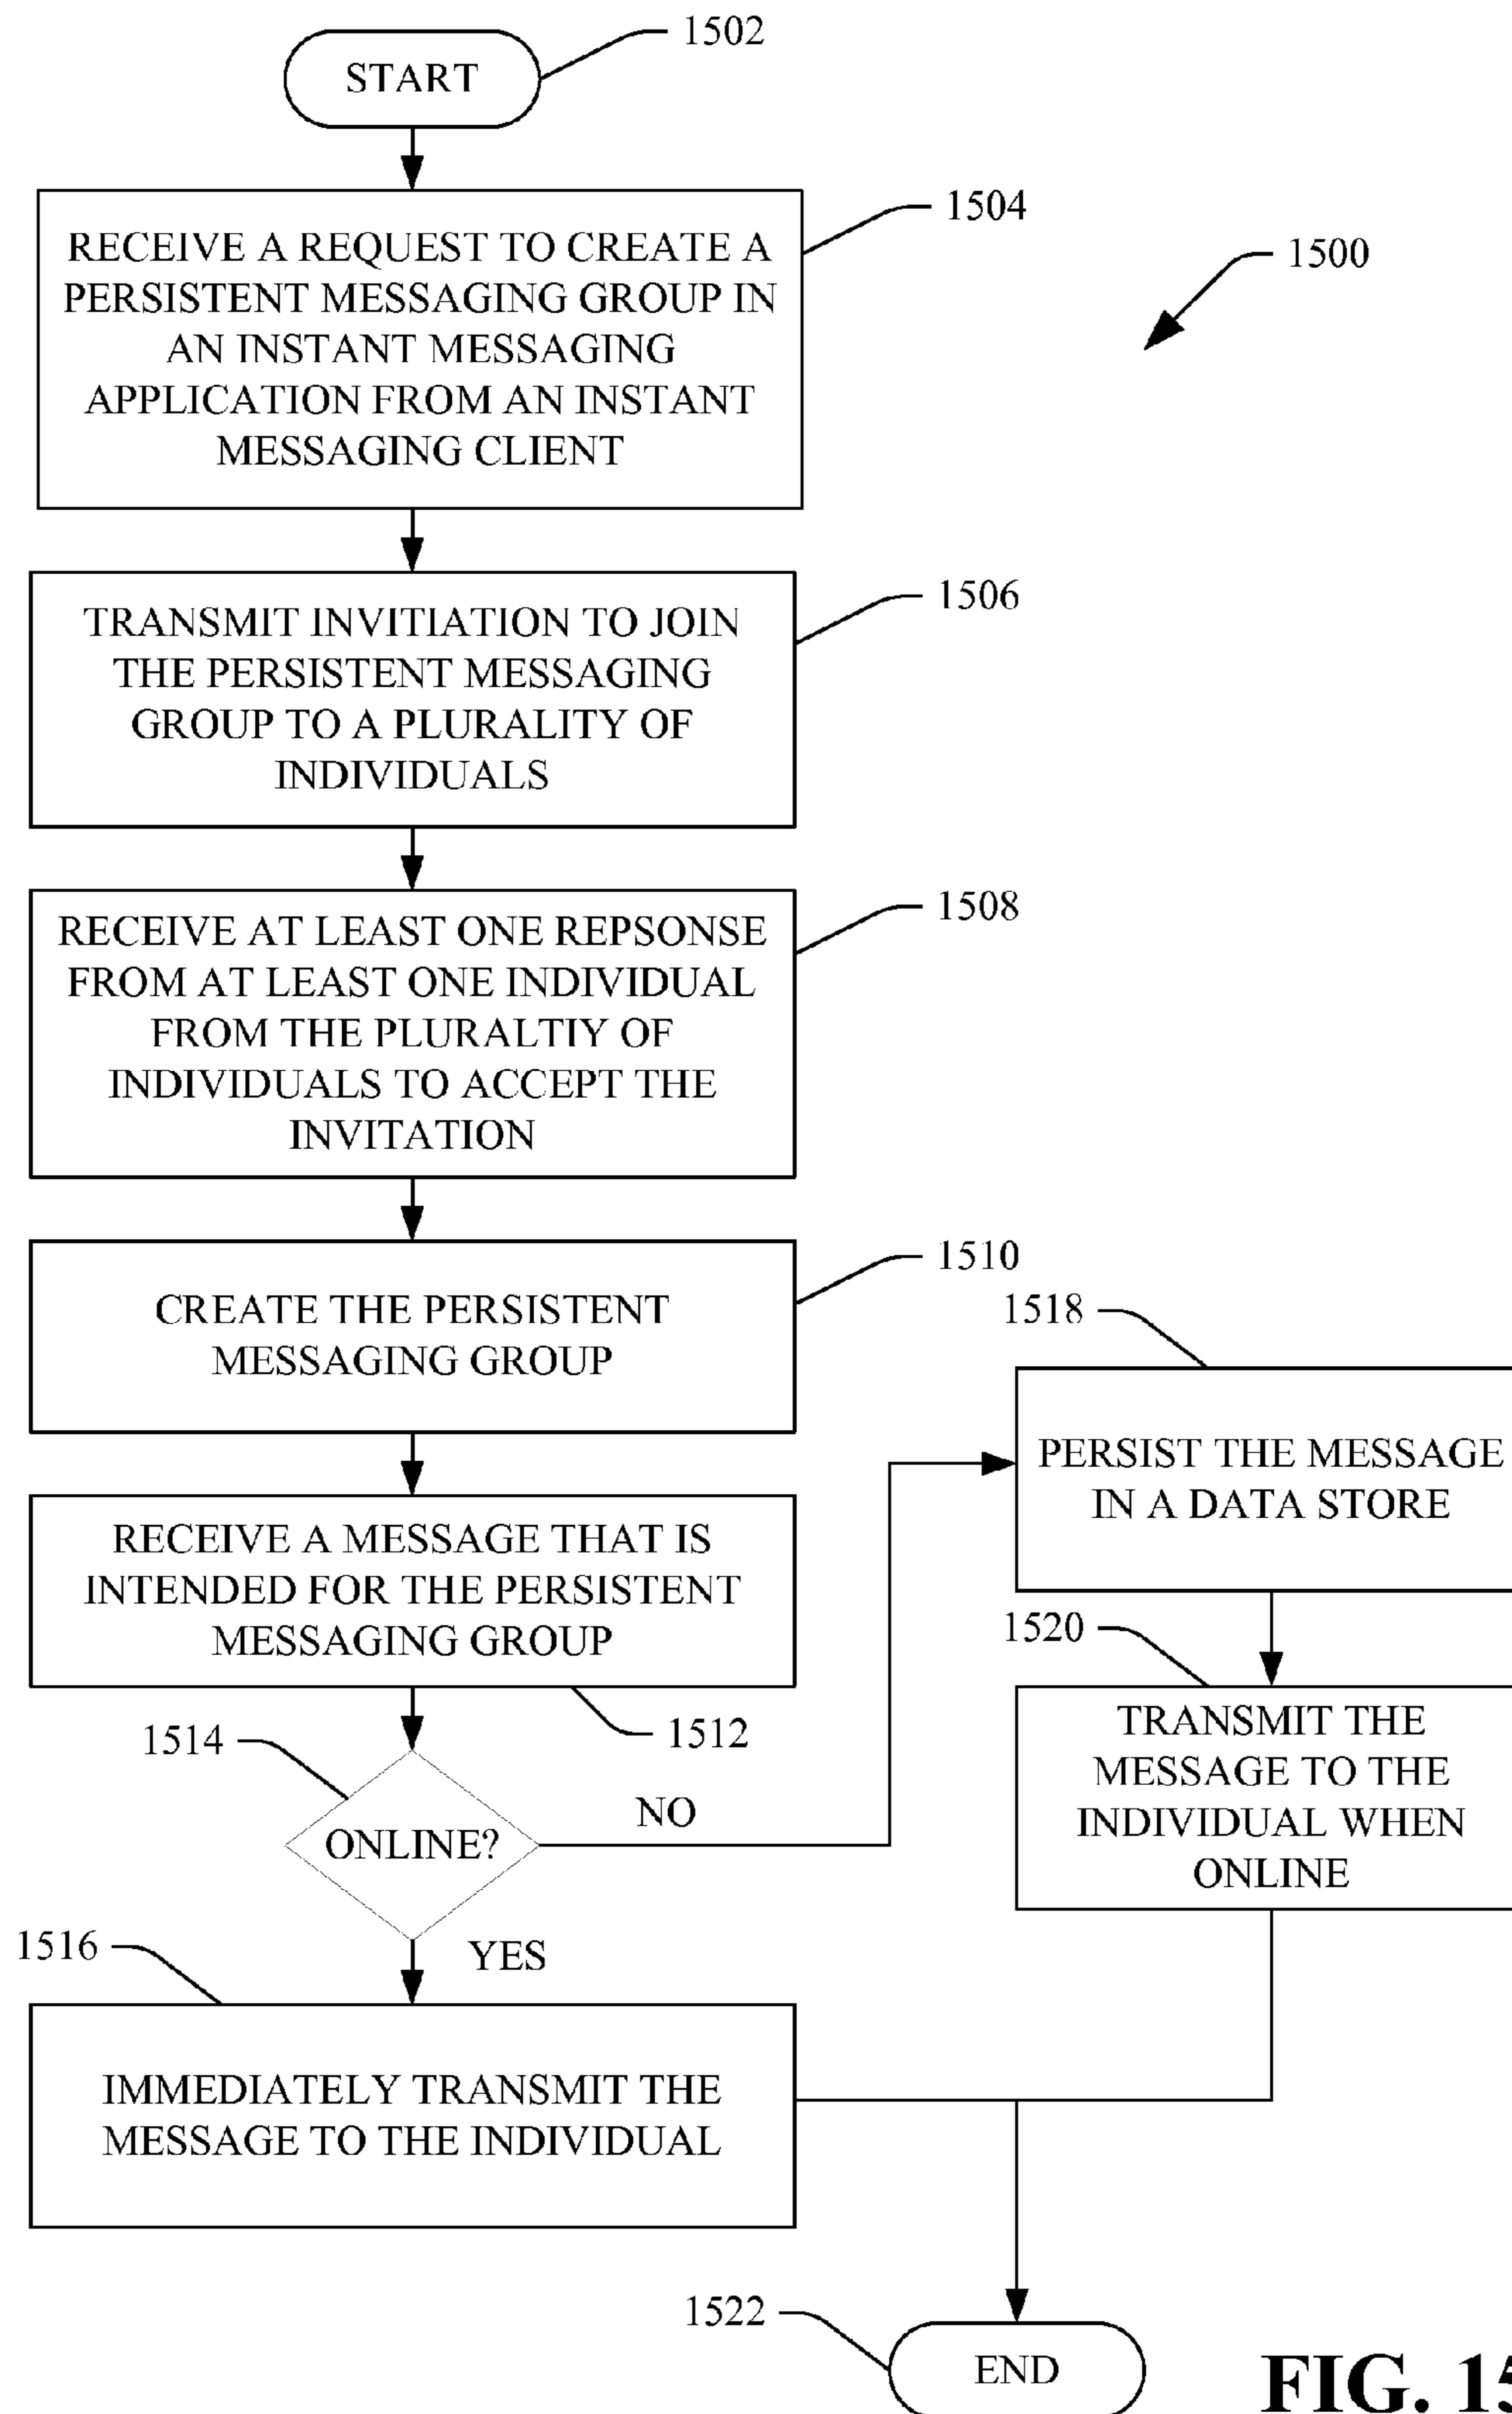 1502
START
1504
RECEIVE A REQUEST TO CREATE A
PERSISTENT MESSAGING GROUP IN
AN INSTANT MESSAGING
APPLICATION FROM AN INSTANT
MESSAGING CLIENT
1500
1506
TRANSMIT INVITIATION TO JOIN
THE PERSISTENT MESSAGING
GROUP TO A PLURALITY OF
INDIVIDUALS
1508
RECEIVE AT LEAST ONE REPSONSE
FROM AT LEAST ONE INDIVIDUAL
FROM THE PLURALTIY OF
INDIVIDUALS TO ACCEPT THE
INVITATION
1510
CREATE THE PERSISTENT
MESSAGING GROUP
1518
PERSIST THE MESSAGE
IN A DATA STORE
RECEIVE A MESSAGE THAT IS
INTENDED FOR THE PERSISTENT
MESSAGING GROUP
1512
1520
TRANSMIT THE
MESSAGE TO THE
INDIVIDUAL WHEN
ONLINE
1514
ONLINE?
NO
YES
1516
IMMEDIATELY TRANSMIT THE
MESSAGE TO THE INDIVIDUAL
1522
END
FIG. 15